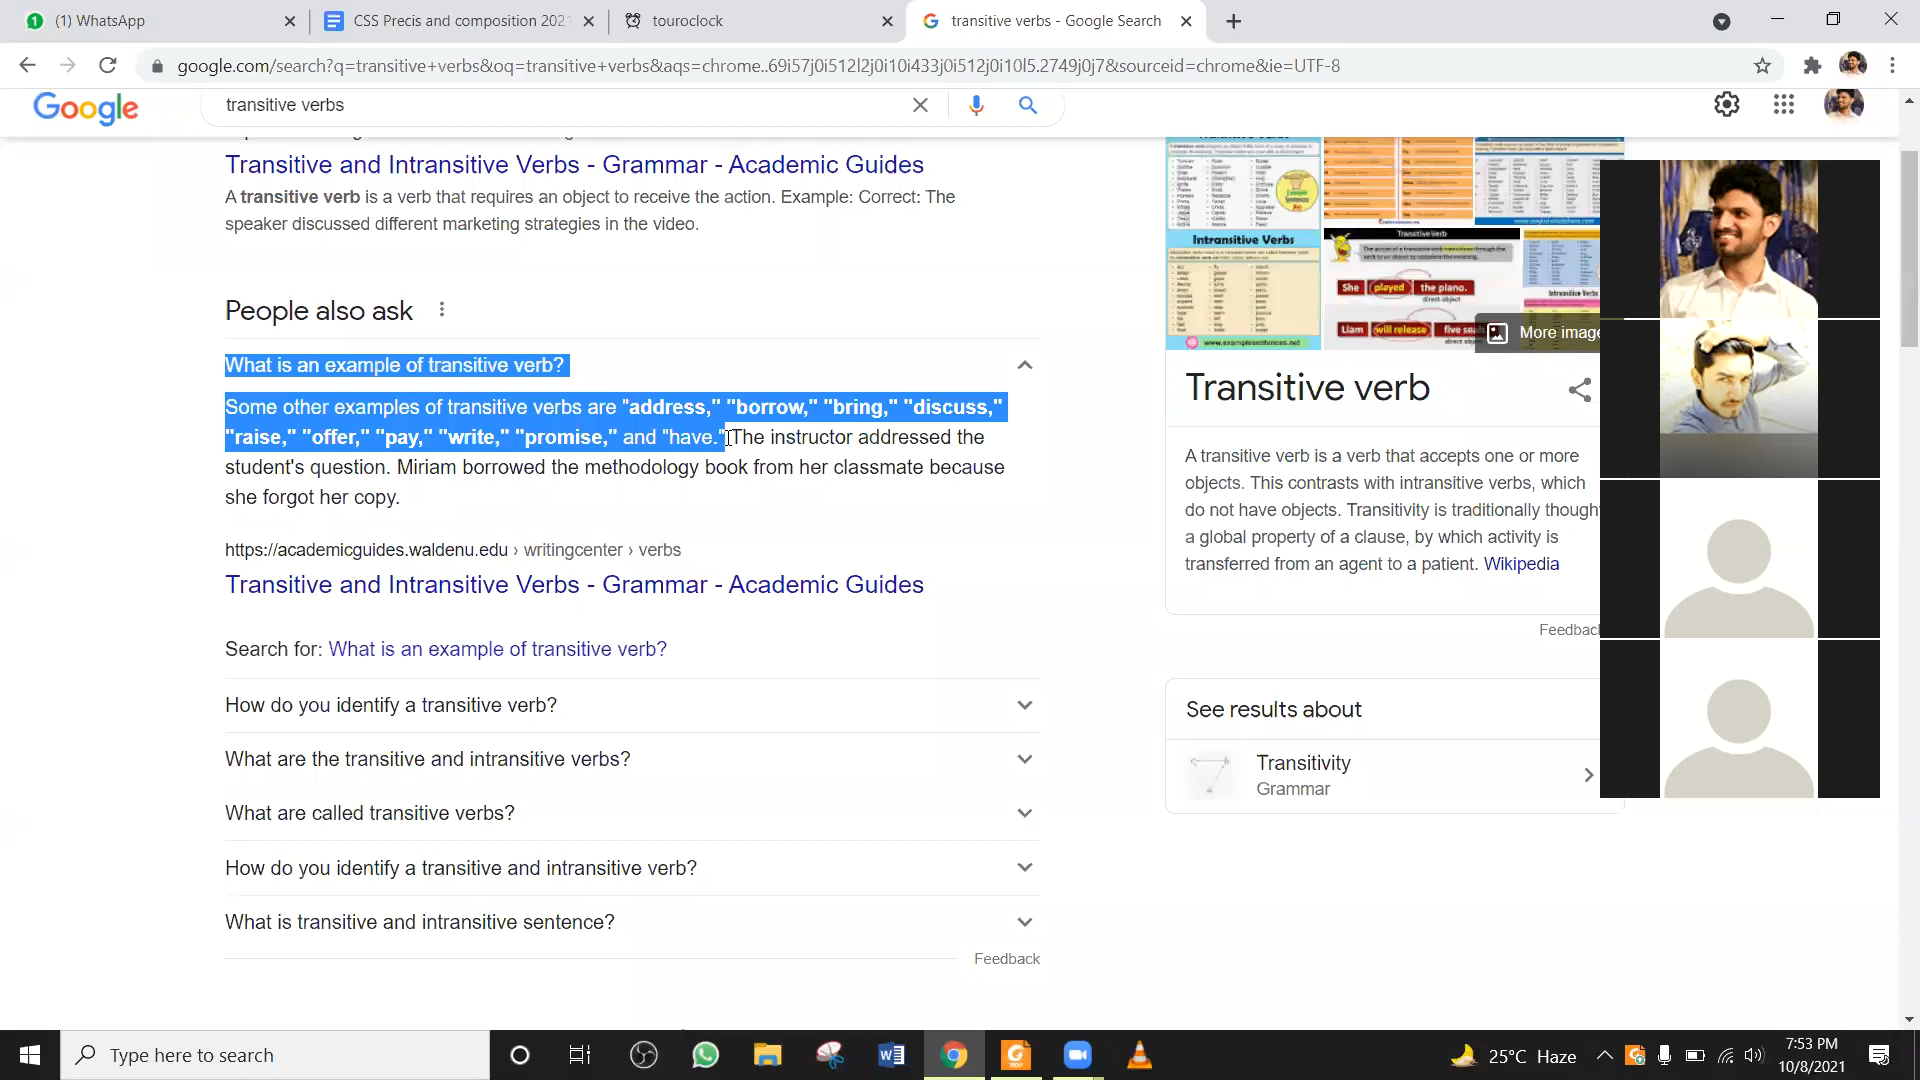 (1) WhatsApp
CSS Precis and composition 2021
touroclock
transitive verbs - Google Search
google.com/search?q=transitive+verbs&oq=transitive+verbs&aqs=chrome..69i57j0i512l2j0i10i433j0i512j0i10l5.2749j0j7&sourceid=chrome&ie=UTF-8
Google
transitive verbs
Transitive and Intransitive Verbs - Grammar - Academic Guides
A transitive verb is a verb that requires an object to receive the action. Example: Correct: The
speaker discussed different marketing strategies in the video.
People also ask
What is an example of transitive verb?
Some other examples of transitive verbs are "address," "borrow," "bring," "discuss,"
"raise," "offer," "pay," "write," "promise," and "have." The instructor addressed the
student's question. Miriam borrowed the methodology book from her classmate because
she forgot her copy.
https://academicguides.waldenu.edu › writingcenter › verbs
Transitive and Intransitive Verbs - Grammar - Academic Guides
Search for: What is an example of transitive verb?
How do you identify a transitive verb?
What are the transitive and intransitive verbs?
What are called transitive verbs?
How do you identify a transitive and intransitive verb?
What is transitive and intransitive sentence?
Feedback
Intransitive Verbs
www.examplesentences.net
Transitive Verb
She played the piano.
direct object
Liam will release five
More image
Transitive verb
A transitive verb is a verb that accepts one or more
objects. This contrasts with intransitive verbs, which
do not have objects. Transitivity is traditionally though
a global property of a clause, by which activity is
transferred from an agent to a patient. Wikipedia
Feedbac
See results about
Transitivity
Grammar
Type here to search
25°C Haze
7:53 PM
10/8/2021